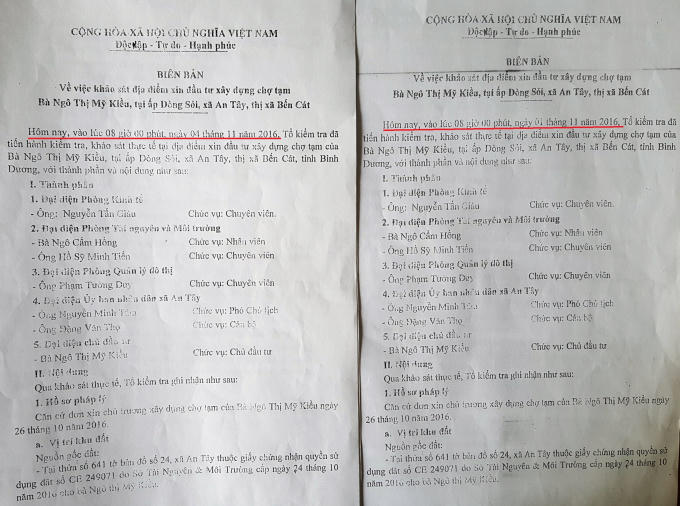 CỘNG HÒA XÃ HỘI CHỦ NGHĨA VIỆT NAM
Độc lập - Tự do - Hạnh phúc
BIÊN BẢN
Về việc khảo sát địa điểm xin đầu tư xây dựng chợ tạm
Bà Ngô Thị Mỹ Kiều, tại ấp Dòng Sỏi, xã An Tây, thị xã Bến Cát
Hôm nay, vào lúc 08 giờ 00 phút, ngày 04 tháng 11 năm 2016, Tổ kiểm tra đã
tiến hành kiểm tra, khảo sát thực tế tại địa điểm xin đầu tư xây dựng chợ tạm của
Bà Ngô Thị Mỹ Kiều, tại ấp Dòng Sỏi, xã An Tây, thị xã Bến Cát, tỉnh Bình
Dương, với thành phần và nội dung như sau:
I. Thành phần
1. Đại diện Phòng Kinh tế
- Ông: Nguyễn Tấn Giàu Chức vụ: Chuyên viên.
2. Đại diện Phòng Tài nguyên và Môi trường
- Bà Ngô Cẩm Hồng Chức vụ: Nhân viên
- Ông Hồ Sỹ Minh Tiến Chức vụ: Chuyên viên
3. Đại diện Phòng Quản lý đô thị
- Ông Phạm Tường Duy Chức vụ: Chuyên viên
4. Đại diện Ủy ban nhân dân xã An Tây
- Ông Nguyễn Minh Tâm Chức vụ: Phó Chủ tịch
- Ông Đặng Văn Thọ Chức vụ: Cán bộ
5. Đại diện chủ đầu tư
- Bà Ngô Thị Mỹ Kiều Chức vụ: Chủ đầu tư
II. Nội dung
Qua khảo sát thực tế, Tổ kiểm tra ghi nhận như sau:
1. Hồ sơ pháp lý
Căn cứ đơn xin chủ trương xây dựng chợ tạm của Bà Ngô Thị Mỹ Kiều ngày
26 tháng 10 năm 2016.
a. Vị trí khu đất
Nguồn gốc đất:
- Tại thửa số 641 tờ bản đồ số 24, xã An Tây thuộc giấy chứng nhận quyền sử
dụng đất số CE 249071 do Sở Tài Nguyên & Môi Trường cấp ngày 24 tháng 10
năm 2016 cho bà Ngô Thị Mỹ Kiều.
CỘNG HÒA XÃ HỘI CHỦ NGHĨA VIỆT NAM
Độc lập - Tự do - Hạnh phúc
BIÊN BẢN
Về việc khảo sát địa điểm xin đầu tư xây dựng chợ tạm
Bà Ngô Thị Mỹ Kiều, tại ấp Dòng Sỏi, xã An Tây, thị xã Bến Cát
Hôm nay, vào lúc 08 giờ 00 phút, ngày 01 tháng 11 năm 2016, Tổ kiểm tra đã
tiến hành kiểm tra, khảo sát thực tế tại địa điểm xin đầu tư xây dựng chợ tạm của
Bà Ngô Thị Mỹ Kiều, tại ấp Dòng Sỏi, xã An Tây, thị xã Bến Cát, tỉnh Bình
Dương, với thành phần và nội dung như sau:
I. Thành phần
1. Đại diện Phòng Kinh tế
- Ông: Nguyễn Tấn Giàu Chức vụ: Chuyên viên.
2. Đại diện Phòng Tài nguyên và Môi trường
- Bà Ngô Cẩm Hồng Chức vụ: Nhân viên
- Ông Hồ Sỹ Minh Tiến Chức vụ: Chuyên viên
3. Đại diện Phòng Quản lý đô thị
- Ông Phạm Tường Duy Chức vụ: Chuyên viên
4. Đại diện Ủy ban nhân dân xã An Tây
- Ông Nguyễn Minh Tâm Chức vụ: Phó Chủ tịch
- Ông Đặng Văn Thọ Chức vụ: Cán bộ
5. Đại diện chủ đầu tư
- Bà Ngô Thị Mỹ Kiều Chức vụ: Chủ đầu tư
II. Nội dung
Qua khảo sát thực tế, Tổ kiểm tra ghi nhận như sau:
1. Hồ sơ pháp lý
Căn cứ đơn xin chủ trương xây dựng chợ tạm của Bà Ngô Thị Mỹ Kiều ngày
26 tháng 10 năm 2016.
a. Vị trí khu đất
Nguồn gốc đất:
- Tại thửa số 641 tờ bản đồ số 24, xã An Tây thuộc giấy chứng nhận quyền sử
dụng đất số CE 249071 do Sở Tài Nguyên & Môi Trường cấp ngày 24 tháng 10
năm 2016 cho bà Ngô Thị Mỹ Kiều.